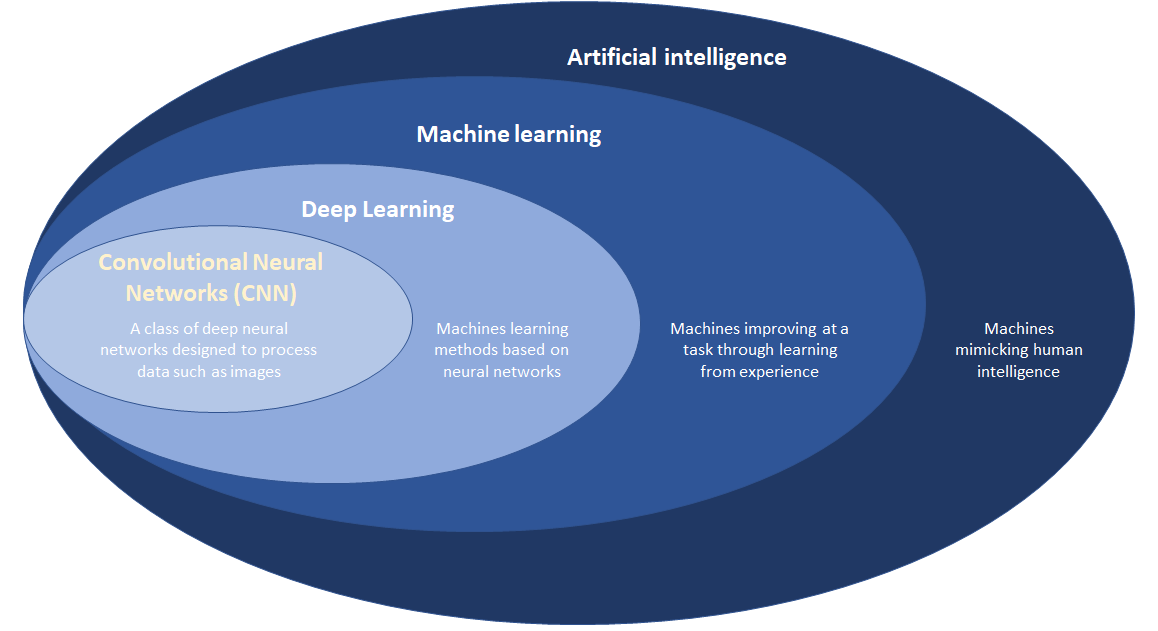 Artificial intelligence
Machine learning
Deep Learning
Convolutional Neural
Networks (CNN)
A class of deep neural
networks designed to process
data such as images
Machines learning
methods based on
neural networks
Machines improving at a
task through learning
from experience
Machines
mimicking human
intelligence